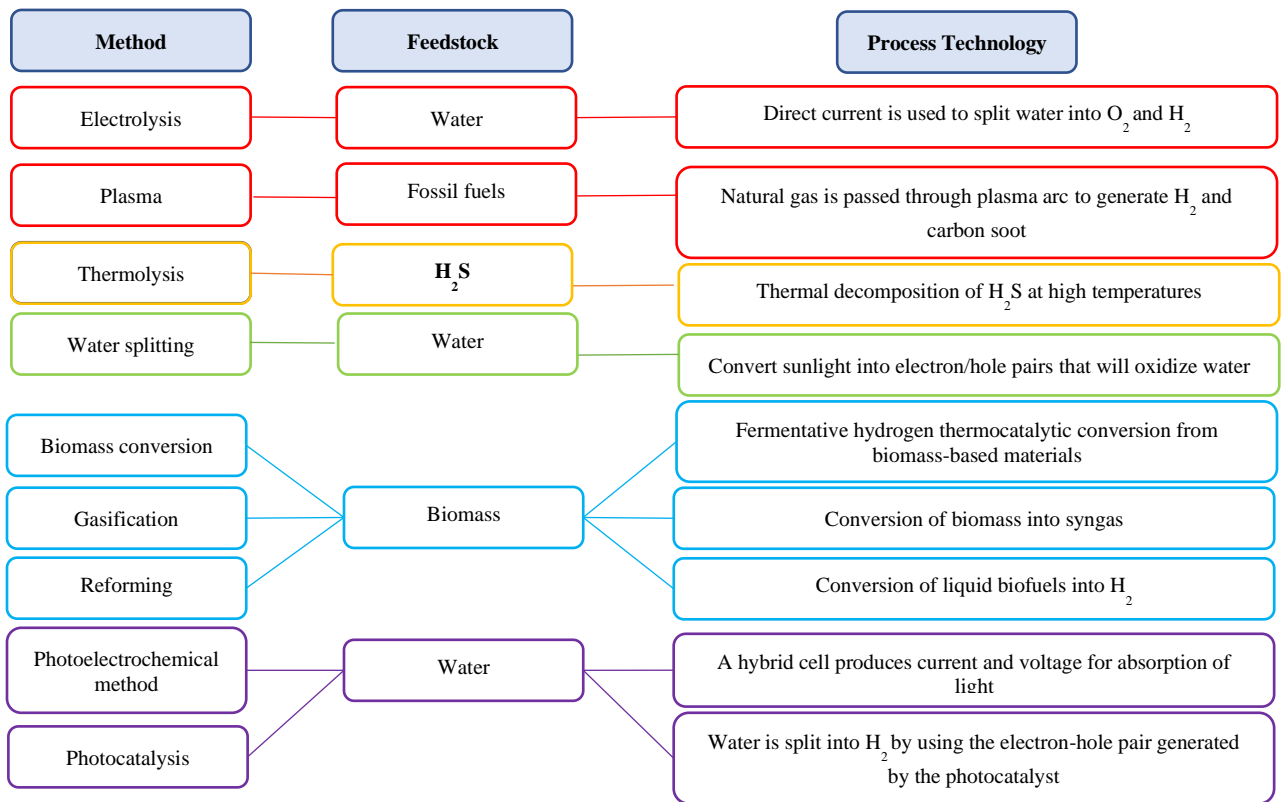 Method
Feedstock
Process Technology
Electrolysis
Water
Direct current is used to split water into O2 and H2
Plasma
Fossil fuels
Natural gas is passed through plasma arc to generate H2 and
carbon soot
Thermolysis
H2S
Thermal decomposition of H2S at high temperatures
Water splitting
Water
Convert sunlight into electron/hole pairs that will oxidize water
Biomass conversion
Gasification
Reforming
Biomass
Fermentative hydrogen thermocatalytic conversion from
biomass-based materials
Conversion of biomass into syngas
Conversion of liquid biofuels into H2
Photoelectrochemical
method
Photocatalysis
Water
A hybrid cell produces current and voltage for absorption of
light
Water is split into H2 by using the electron-hole pair generated
by the photocatalyst